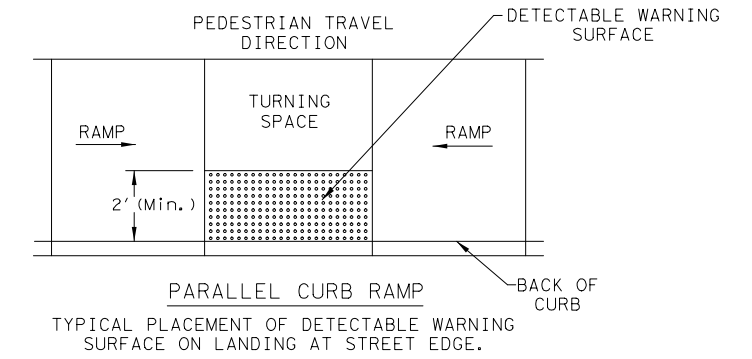 PEDESTRIAN TRAVEL
DIRECTION
DETECTABLE WARNING
SURFACE
TURNING
SPACE
RAMP
RAMP
2' (Min.)
BACK OF
CURB
PARALLEL CURB RAMP
TYPICAL PLACEMENT OF DETECTABLE WARNING
SURFACE ON LANDING AT STREET EDGE.